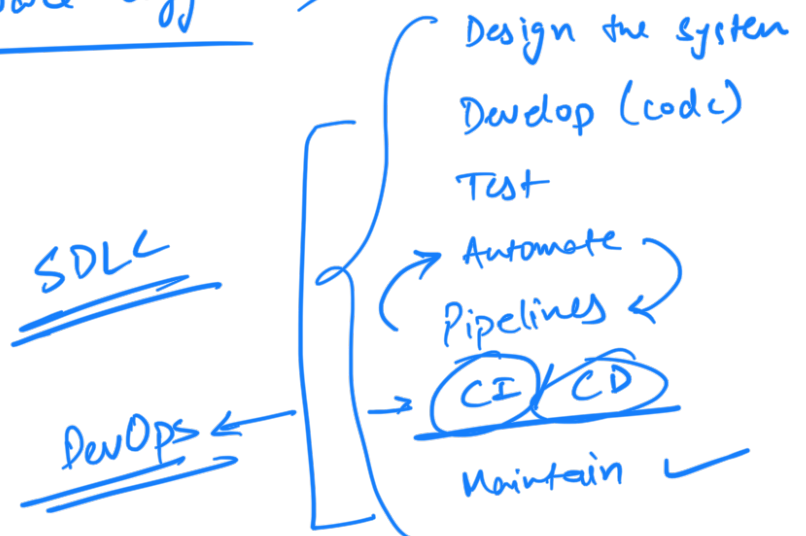 Design the system
Develop (code)
Test
SDLC
Automate
Pipelines
CI/CD
DevOps
Maintain